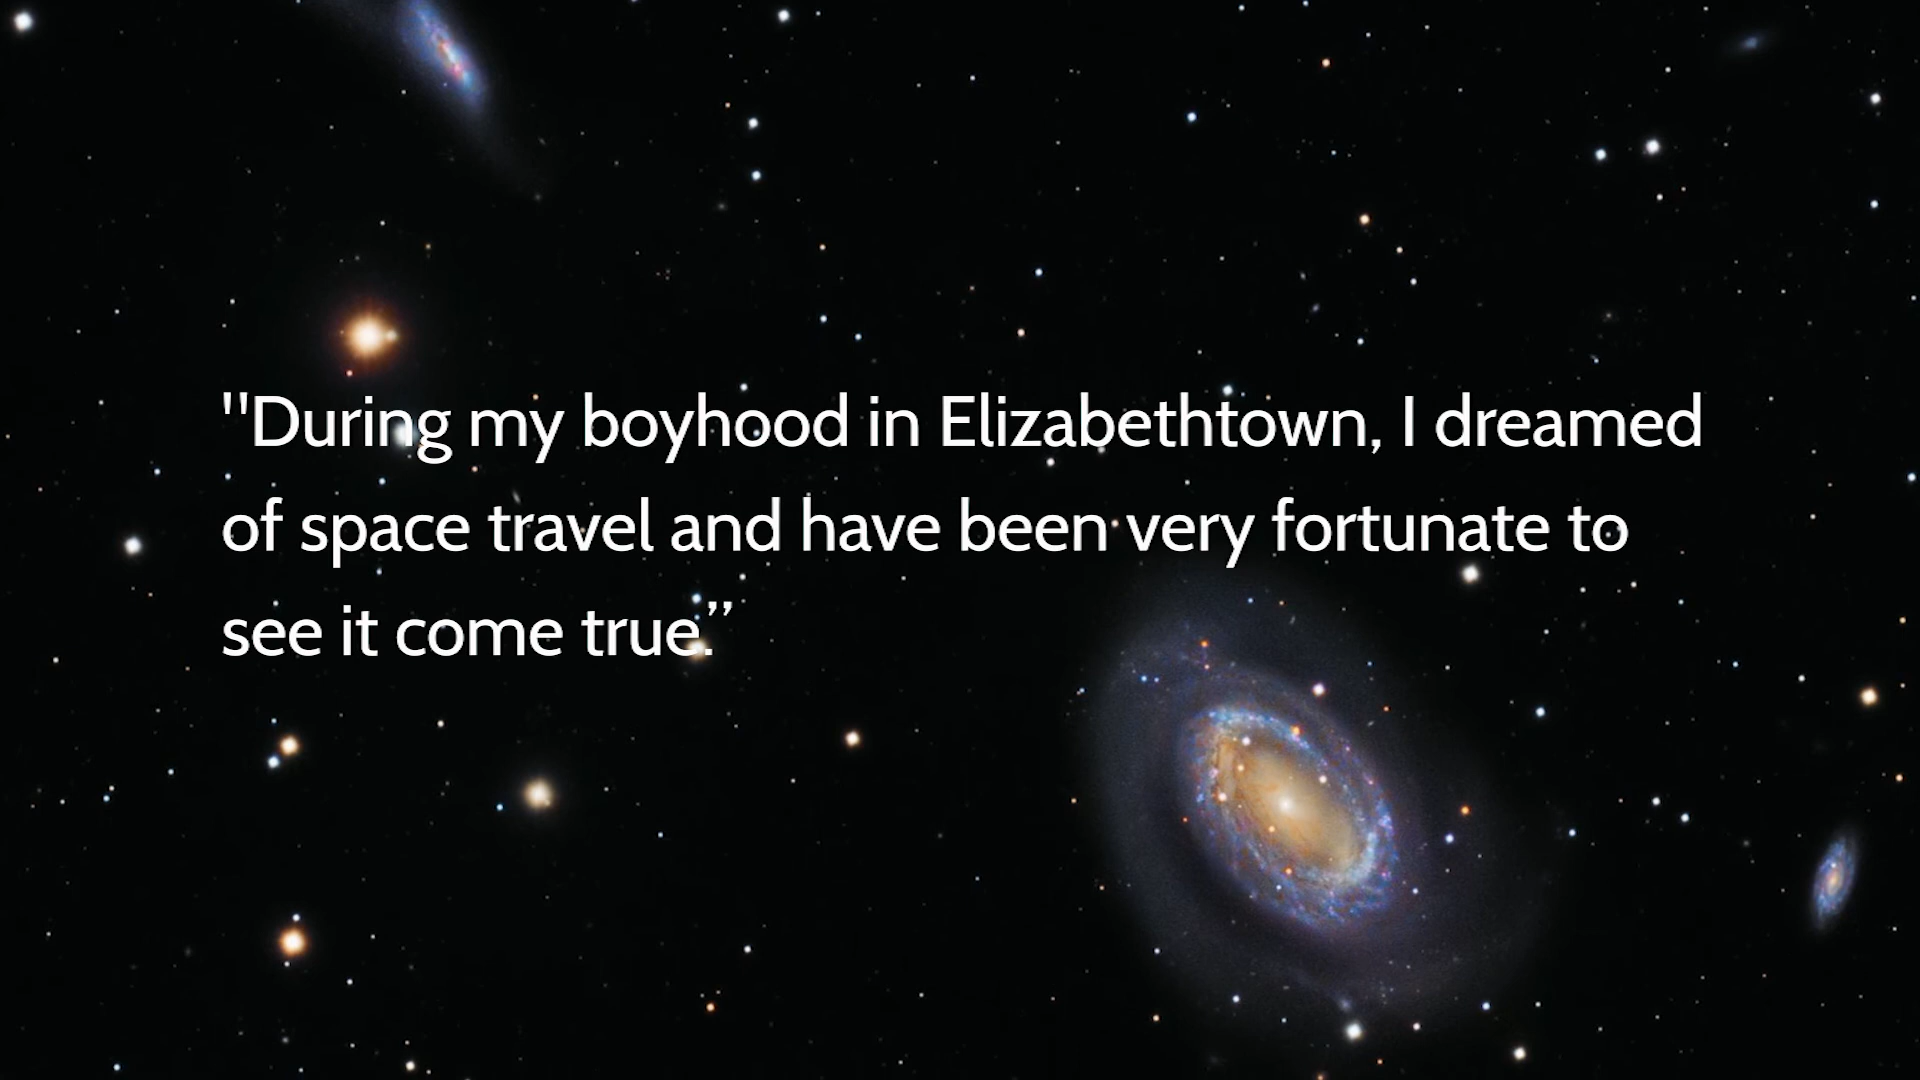 "During my boyhood in Elizabethtown, I dreamed
of space travel and have been very fortunate to
see it come true.”